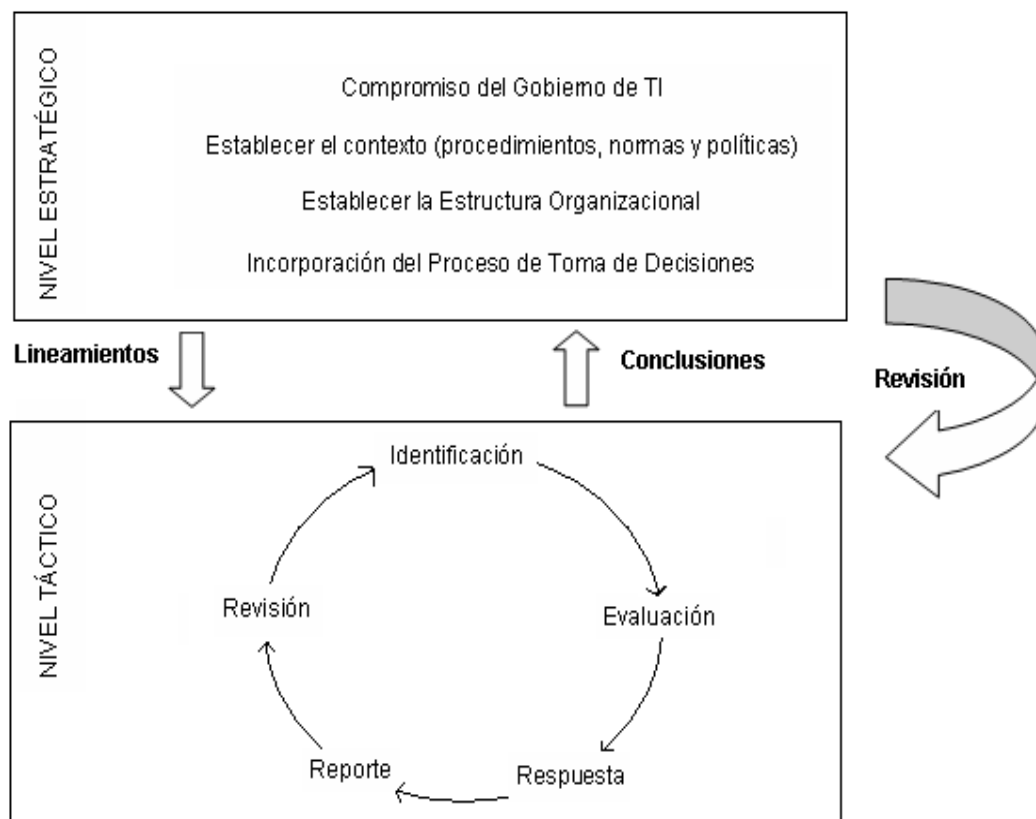 NIVEL ESTRATÉGICO
Compromiso del Gobierno de TI
Establecer el contexto (procedimientos, normas y políticas)
Establecer la Estructura Organizacional
Incorporación del Proceso de Toma de Decisiones
Lineamientos
Conclusiones
Revisión
NIVEL TÁCTICO
Identificación
Evaluación
Respuesta
Reporte
Revisión